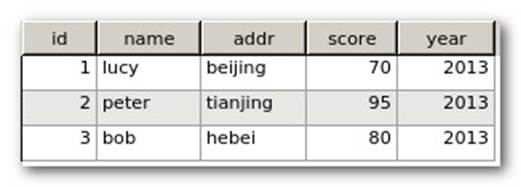 id name addr score year
1 lucy beijing 70 2013
2 peter tianjing 95 2013
3 bob hebei 80 2013